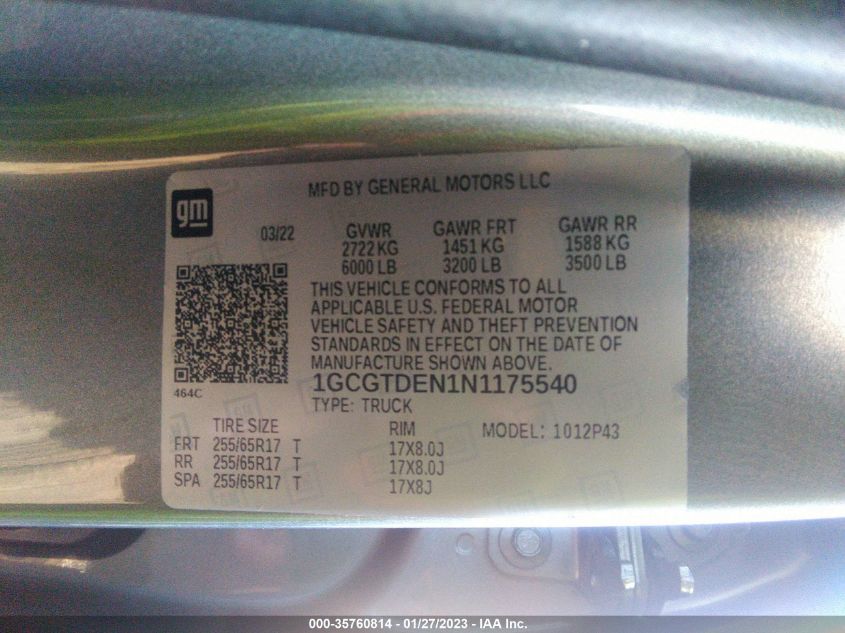 MFD BY GENERAL MOTORS LLC
gm
03/22 GVWR GAWR FRT GAWR RR
2722 KG 1451 KG 1588 KG
6000 LB 3200 LB 3500 LB
THIS VEHICLE CONFORMS TO ALL
APPLICABLE U.S. FEDERAL MOTOR
VEHICLE SAFETY AND THEFT PREVENTION
STANDARDS IN EFFECT ON THE DATE OF
MANUFACTURE SHOWN ABOVE.
464C
1GCGTDEN1N1175540
TYPE: TRUCK
TIRE SIZE RIM MODEL: 1012P43
FRT 255/65R17 T 17X8.0J
RR 255/65R17 T 17X8.0J
SPA 255/65R17 T 17X8J
000-35760814 - 01/27/2023 - IAA Inc.